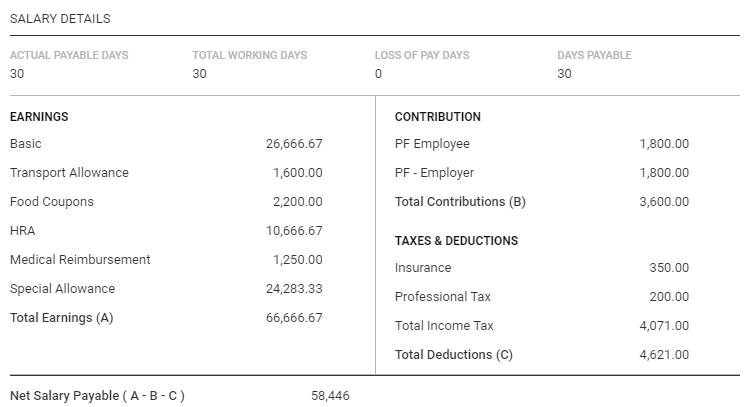 SALARY DETAILS
ACTUAL PAYABLE DAYS TOTAL WORKING DAYS LOSS OF PAY DAYS DAYS PAYABLE
30 30 0 30
EARNINGS
Basic 26,666.67
Transport Allowance 1,600.00
Food Coupons 2,200.00
HRA 10,666.67
Medical Reimbursement 1,250.00
Special Allowance 24,283.33
Total Earnings (A) 66,666.67
CONTRIBUTION
PF Employee 1,800.00
PF - Employer 1,800.00
Total Contributions (B) 3,600.00
TAXES & DEDUCTIONS
Insurance 350.00
Professional Tax 200.00
Total Income Tax 4,071.00
Total Deductions (C) 4,621.00
Net Salary Payable ( A - B - C ) 58,446